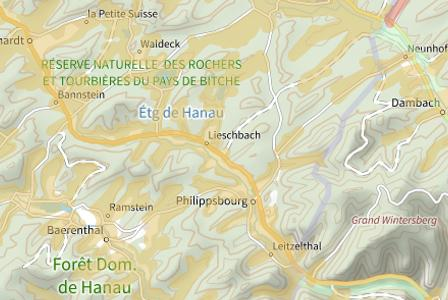 la Petite Suisse
hardt
Waldeck
Neunhof
RÉSERVE NATURELLE DES ROCHERS
ET TOURBIÈRES DU PAYS DE BITCHE
Bannstein
Dambach
Étg de Hanau
Lieschbach
Philippsbourg
Ramstein
Grand Wintersberg
Baerenthal
Leitzelthal
Forêt Dom.
de Hanau